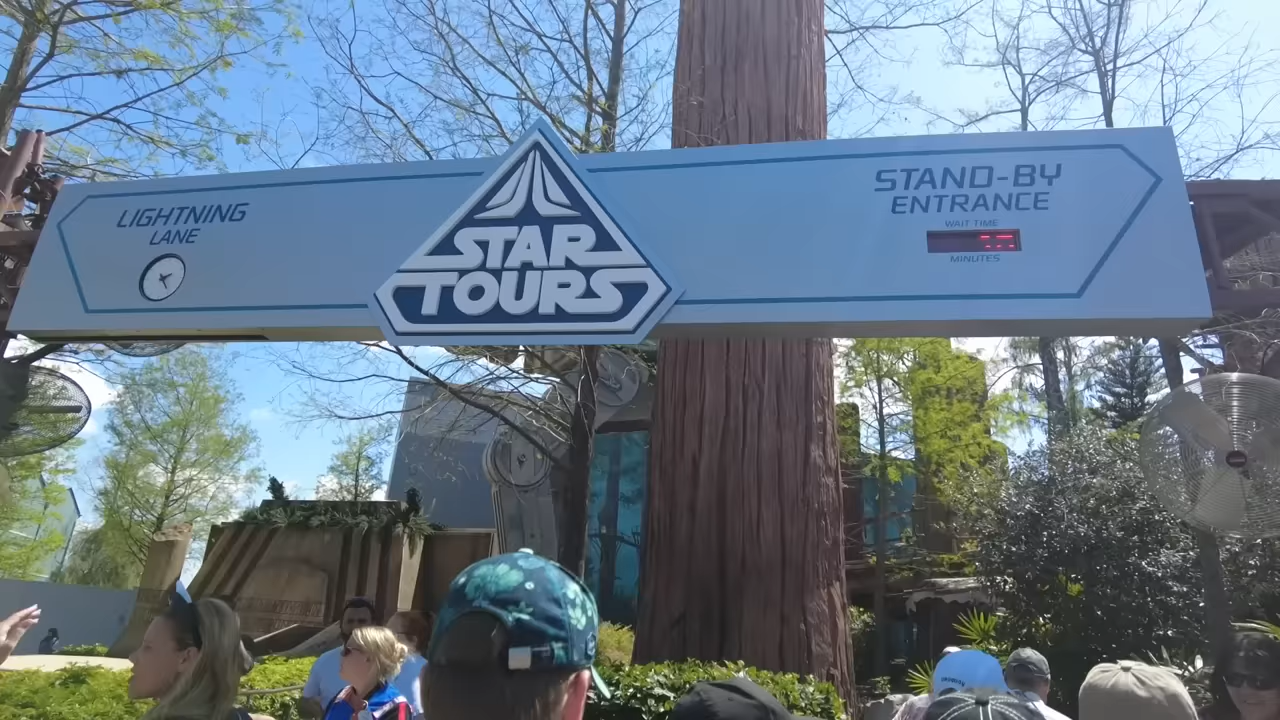 LIGHTNING
LANE
STAR
TOURS
STAND-BY
ENTRANCE
WAIT TIME
MINUTES